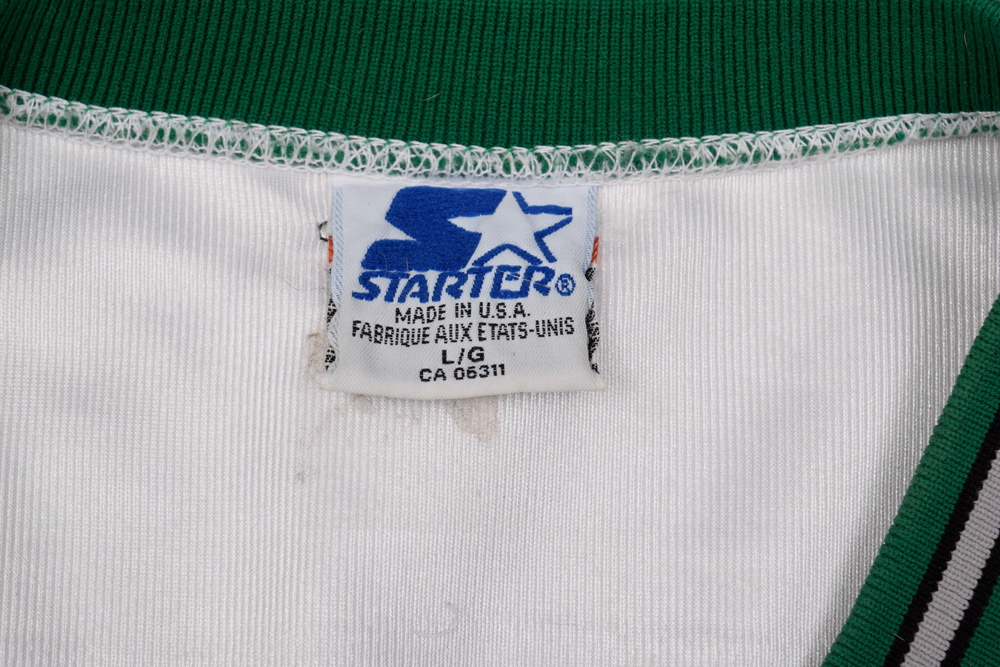 STARTER®
MADE IN U.S.A.
FABRIQUE AUX ETATS-UNIS
L/G
CA 06311